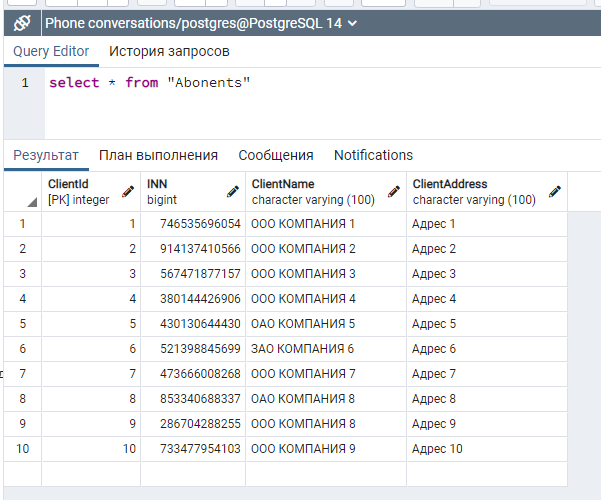 Phone conversations/postgres@PostgreSQL 14
Query Editor История запросов
1 select * from "Abonents"
Результат План выполнения Сообщения Notifications
ClientId INN ClientName ClientAddress
[PK] integer bigint character varying (100) character varying (100)
1 1 746535696054 ООО КОМПАНИЯ 1 Адрес 1
2 2 914137410566 ООО КОМПАНИЯ 2 Адрес 2
3 3 567471877157 ООО КОМПАНИЯ 3 Адрес 3
4 4 380144426906 ООО КОМПАНИЯ 4 Адрес 4
5 5 430130644430 ОАО КОМПАНИЯ 5 Адрес 5
6 6 521398845699 ЗАО КОМПАНИЯ 6 Адрес 6
7 7 473666008268 ООО КОМПАНИЯ 7 Адрес 7
8 8 853340688337 ОАО КОМПАНИЯ 8 Адрес 8
9 9 286704288255 ООО КОМПАНИЯ 8 Адрес 9
10 10 733477954103 ООО КОМПАНИЯ 9 Адрес 10